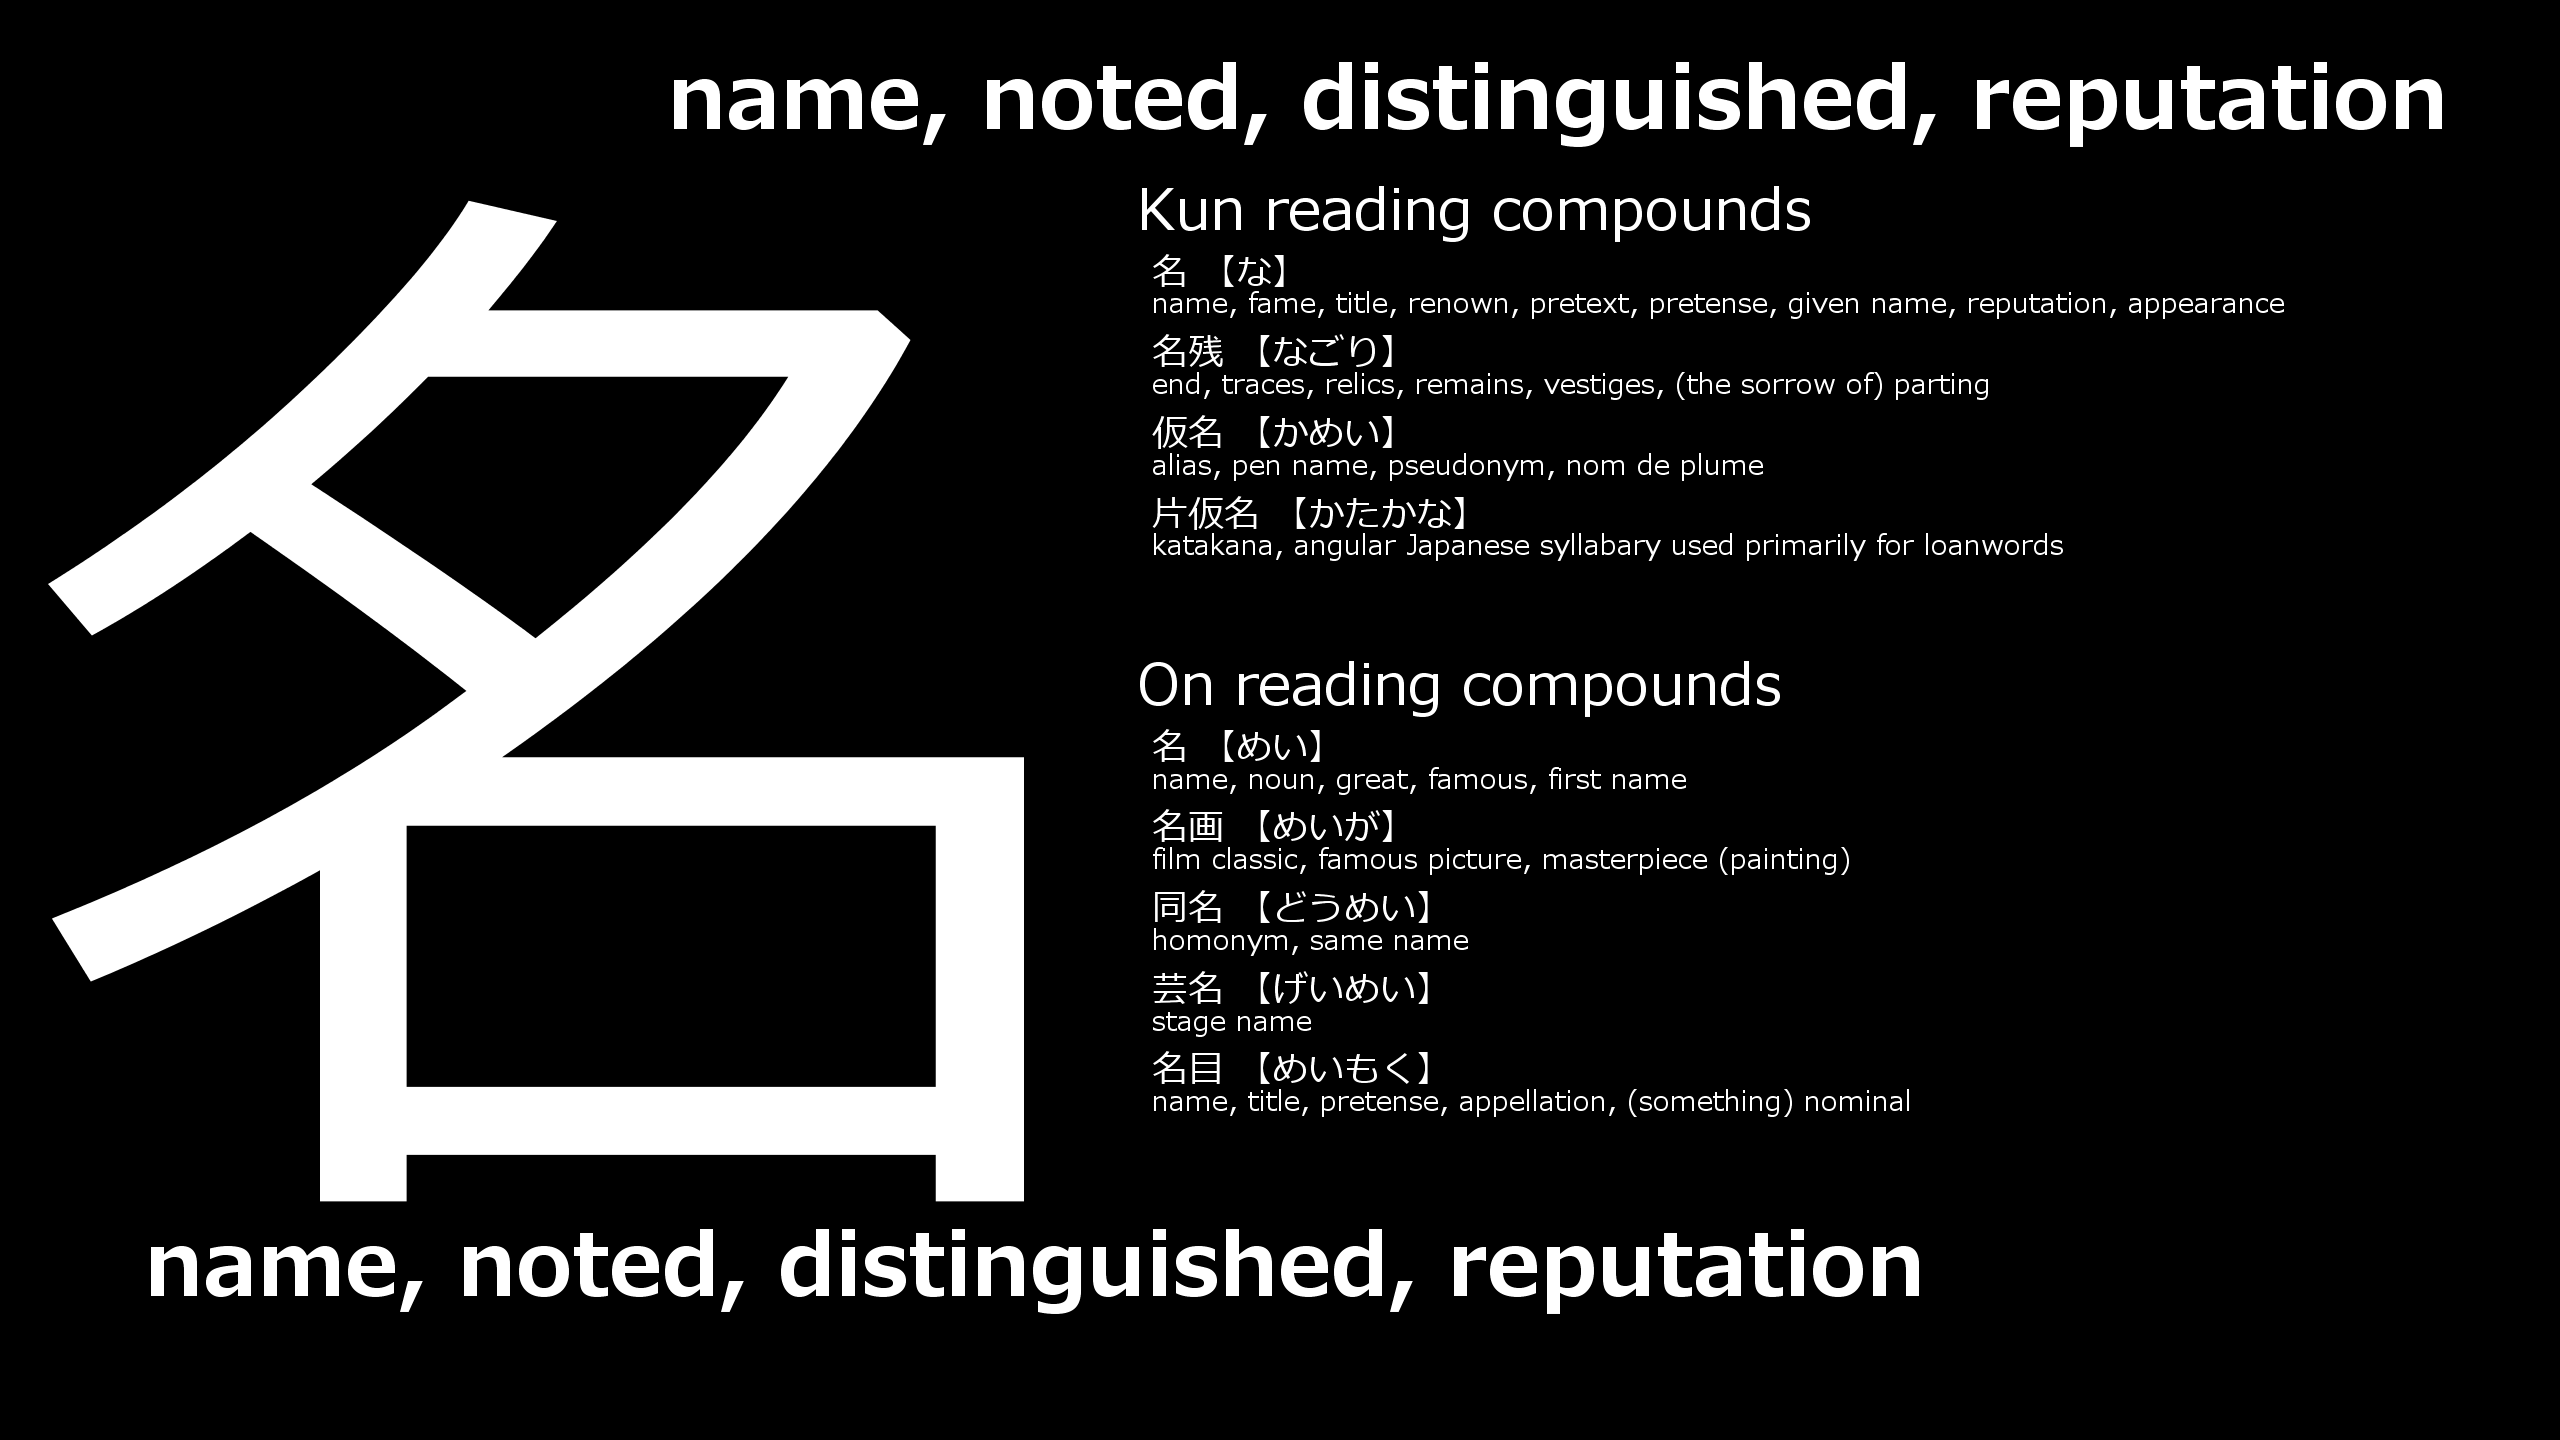 name, noted, distinguished, reputation
名
Kun reading compounds
名 【な】
name, fame, title, renown, pretext, pretense, given name, reputation, appearance
名残 【なごり】
end, traces, relics, remains, vestiges, (the sorrow of) parting
仮名 【かめい】
alias, pen name, pseudonym, nom de plume
片仮名 【かたかな】
katakana, angular Japanese syllabary used primarily for loanwords
On reading compounds
名 【めい】
name, noun, great, famous, first name
名画 【めいが】
film classic, famous picture, masterpiece (painting)
同名 【どうめい】
homonym, same name
芸名 【げいめい】
stage name
名目 【めいもく】
name, title, pretense, appellation, (something) nominal
name, noted, distinguished, reputation